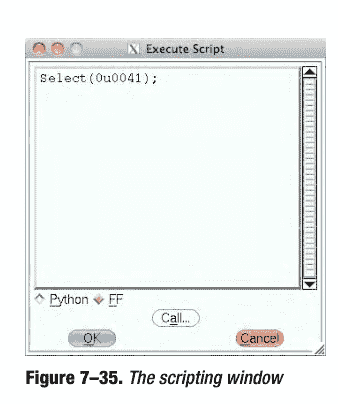 Execute Script
Select(0u0041);
Python FF
Call...
OK Cancel
Figure 7–35. The scripting window